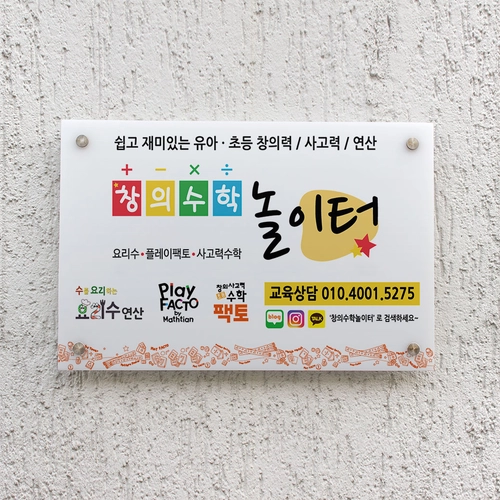 쉽고 재미있는 유아 · 초등 창의력 / 사고력 / 연산
+ − × ÷
창의수학 놀이터
요리수 • 플레이팩토 • 사고력수학
수를 요리하는
요리수 연산
Play
FACTO
by
Mathtian
창의사고력
수학
팩토
교육상담 010.4001.5275
blog
TALK
'창의수학놀이터' 로 검색하세요~